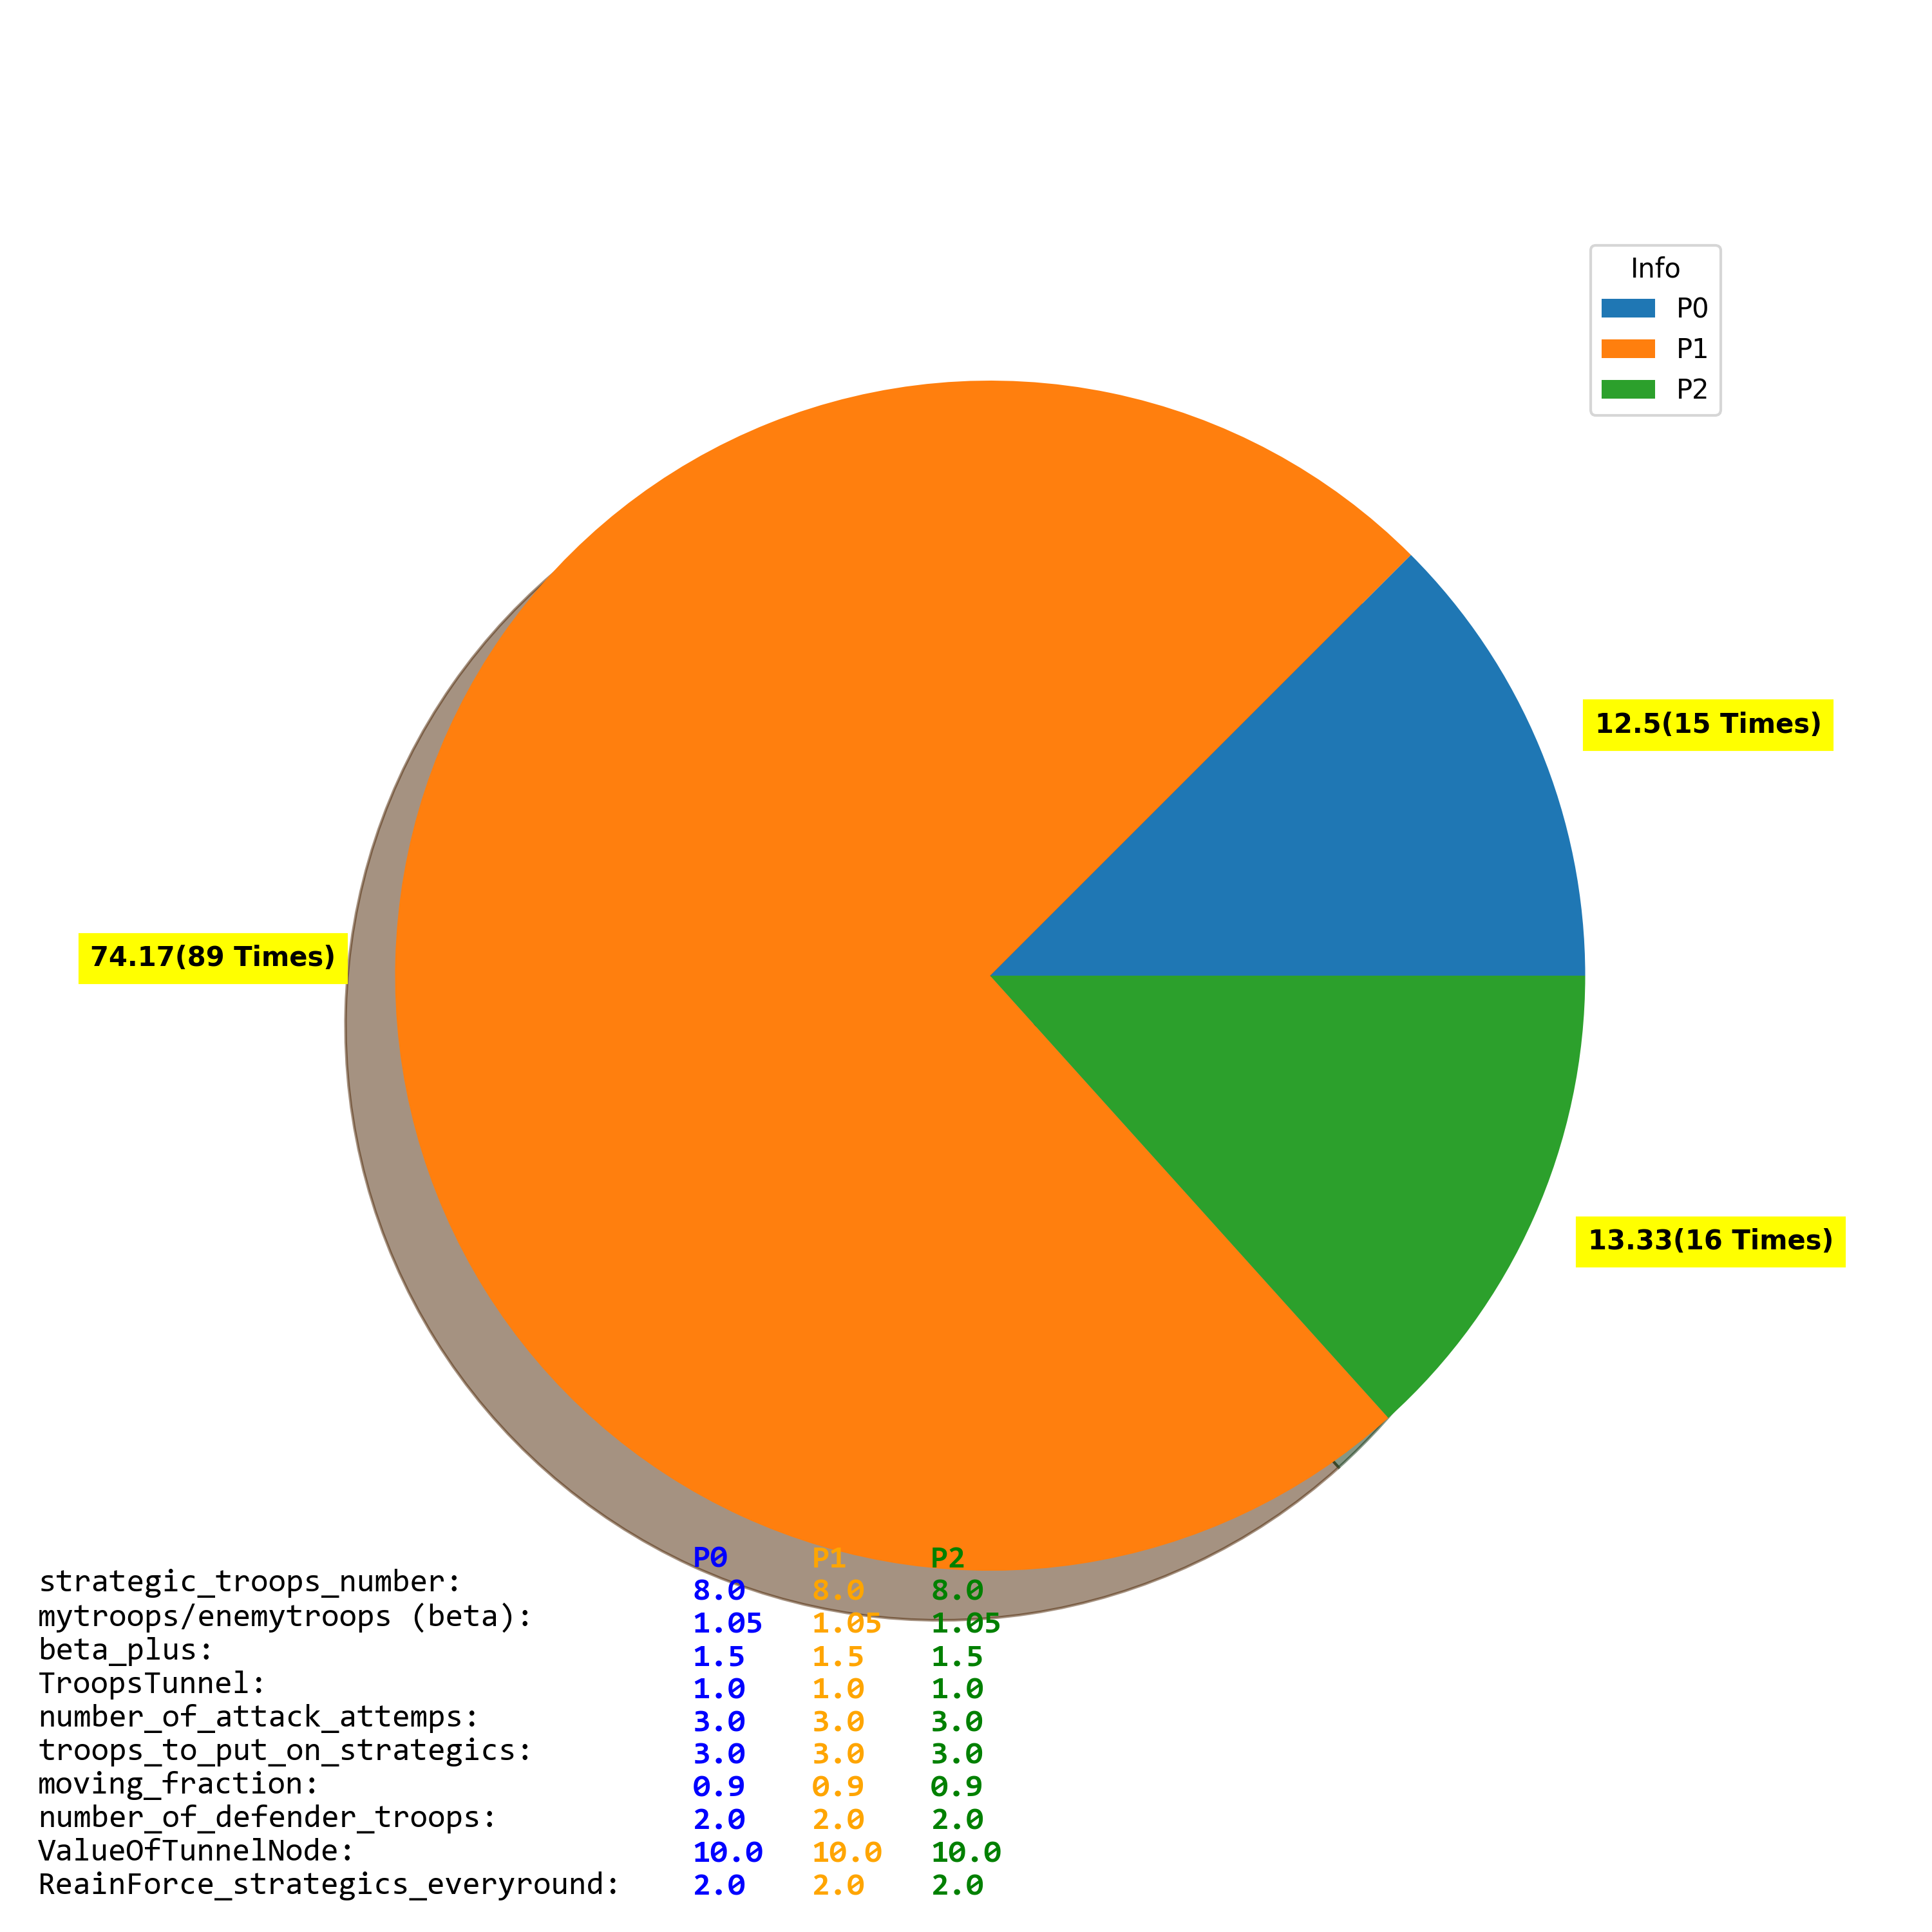 Info
P0
P1
P2
12.5(15 Times)
74.17(89 Times)
13.33(16 Times)
P0 P1 P2
strategic_troops_number: 8.0 8.0 8.0
mytroops/enemytroops (beta): 1.05 1.05 1.05
beta_plus: 1.5 1.5 1.5
TroopsTunnel: 1.0 1.0 1.0
number_of_attack_attemps: 3.0 3.0 3.0
troops_to_put_on_strategics: 3.0 3.0 3.0
moving_fraction: 0.9 0.9 0.9
number_of_defender_troops: 2.0 2.0 2.0
ValueOfTunnelNode: 10.0 10.0 10.0
ReainForce_strategics_everyround: 2.0 2.0 2.0